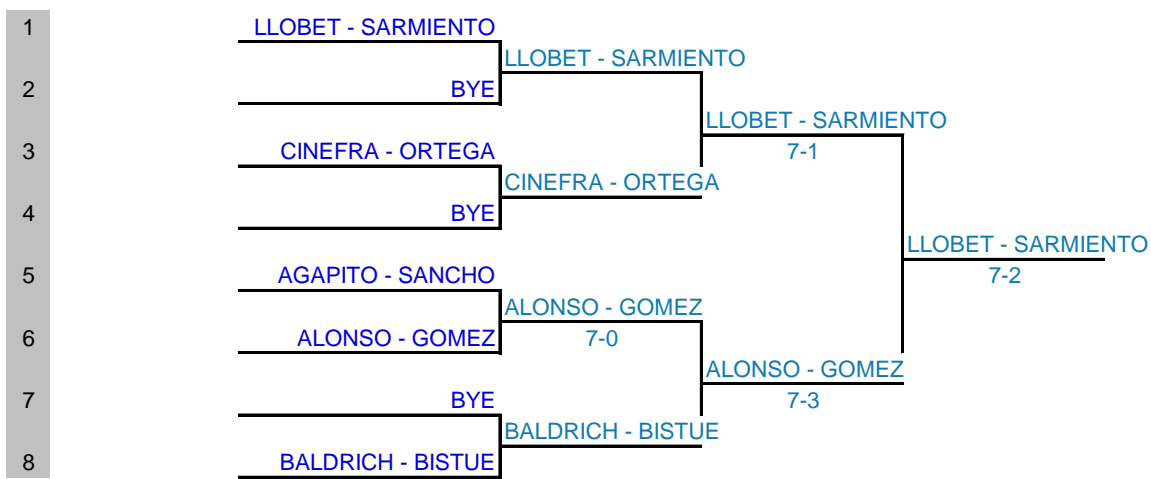 1
LLOBET - SARMIENTO
LLOBET - SARMIENTO
2
BYE
LLOBET - SARMIENTO
3
CINEFRA - ORTEGA
7-1
CINEFRA - ORTEGA
4
BYE
LLOBET - SARMIENTO
5
AGAPITO - SANCHO
7-2
ALONSO - GOMEZ
6
ALONSO - GOMEZ
7-0
ALONSO - GOMEZ
7
BYE
7-3
BALDRICH - BISTUE
8
BALDRICH - BISTUE